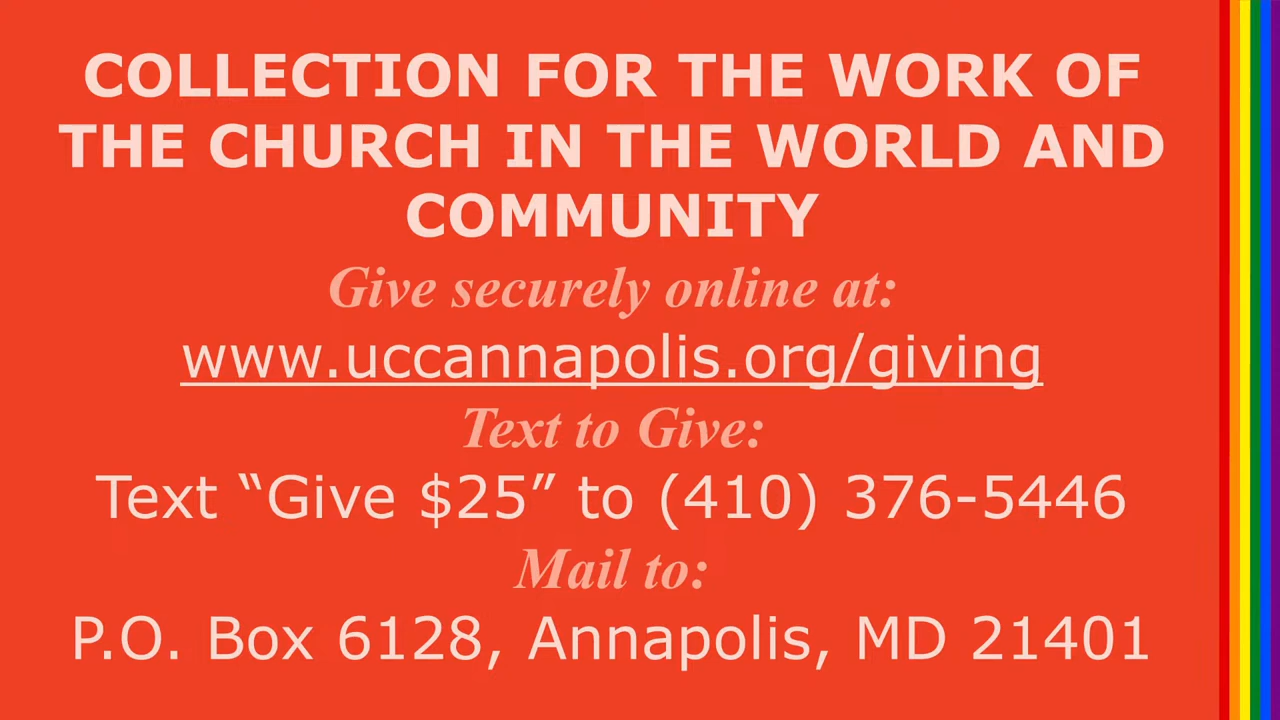 COLLECTION FOR THE WORK OF
THE CHURCH IN THE WORLD AND
COMMUNITY
Give securely online at:
www.uccannapolis.org/giving
Text to Give:
Text “Give $25” to (410) 376-5446
Mail to:
P.O. Box 6128, Annapolis, MD 21401